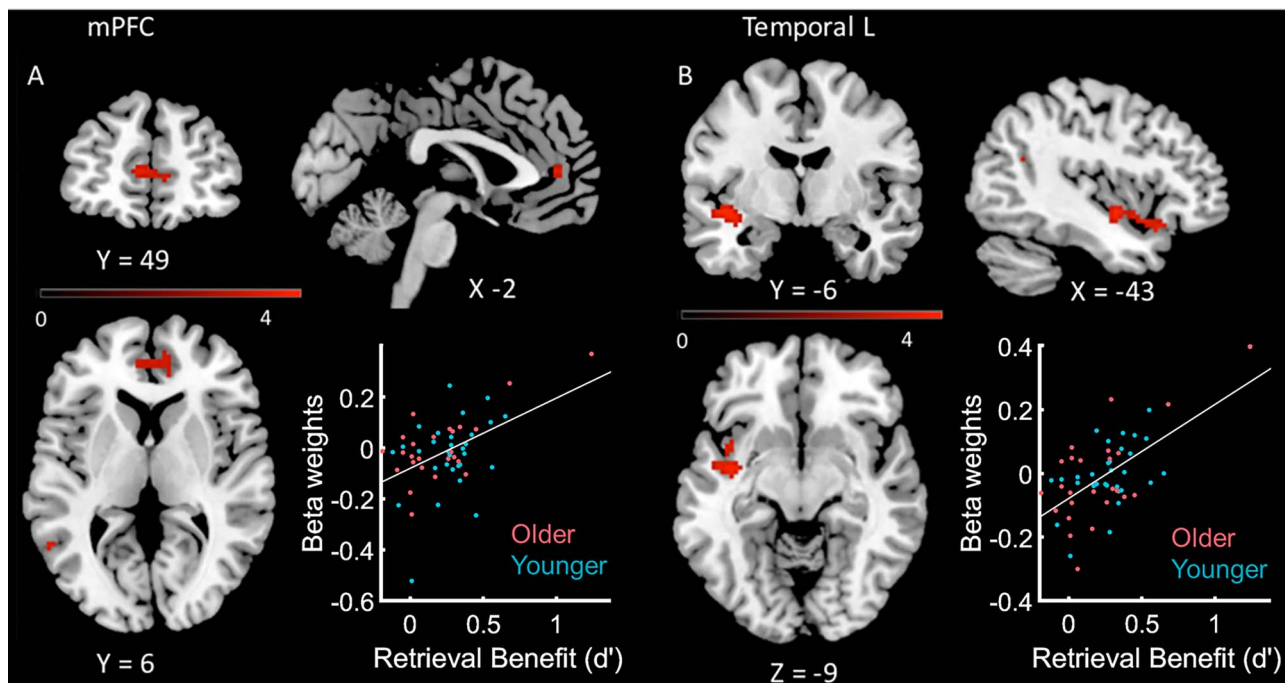 mPFC
A
Y = 49
X -2
0
4
Y = 6
Beta weights
0.2
0
-0.2
-0.4
-0.6
Older
Younger
0
0.5
1
Retrieval Benefit (d')
Temporal L
B
Y = -6
X = -43
0
4
Z = -9
Beta weights
0.4
0.2
0
-0.2
-0.4
Older
Younger
0
0.5
1
Retrieval Benefit (d')